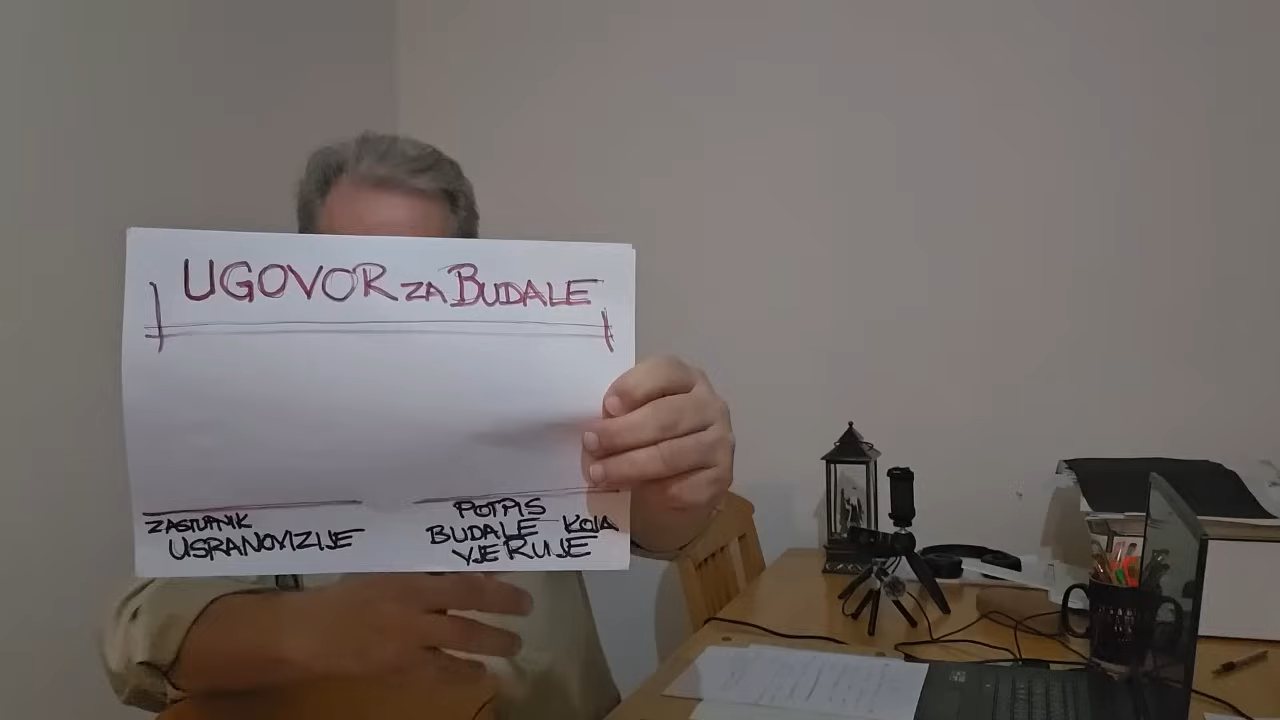 UGOVOR ZA BUDALE
ZASTUPNIK
USRANOVIZIJE
POTPIS
BUDALE KOJA
VJERUJE